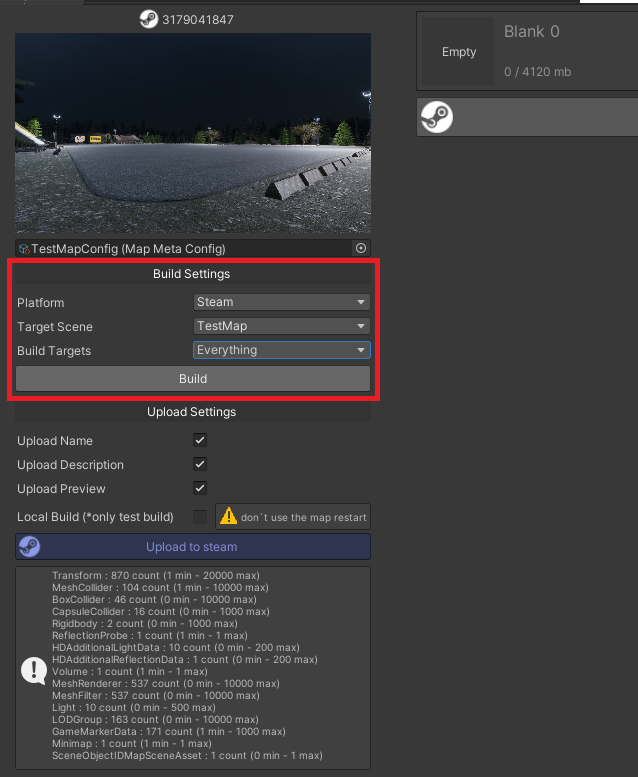 3179041847
Empty
Blank 0
0 / 4120 mb
TestMapConfig (Map Meta Config)
Build Settings
Platform
Steam
Target Scene
TestMap
Build Targets
Everything
Build
Upload Settings
Upload Name
Upload Description
Upload Preview
Local Build (*only test build)
don`t use the map restart
Upload to steam
Transform : 870 count (1 min - 20000 max)
MeshCollider : 104 count (1 min - 10000 max)
BoxCollider : 46 count (0 min - 10000 max)
CapsuleCollider : 16 count (0 min - 1000 max)
Rigidbody : 2 count (0 min - 1000 max)
ReflectionProbe : 1 count (1 min - 1 max)
HDAdditionalLightData : 10 count (0 min - 200 max)
HDAdditionalReflectionData : 1 count (0 min - 200 max)
Volume : 1 count (1 min - 1 max)
MeshRenderer : 537 count (0 min - 10000 max)
MeshFilter : 537 count (0 min - 10000 max)
Light : 10 count (0 min - 500 max)
LODGroup : 163 count (0 min - 10000 max)
GameMarkerData : 171 count (1 min - 1000 max)
Minimap : 1 count (1 min - 1 max)
SceneObjectIDMapSceneAsset : 1 count (0 min - 1 max)